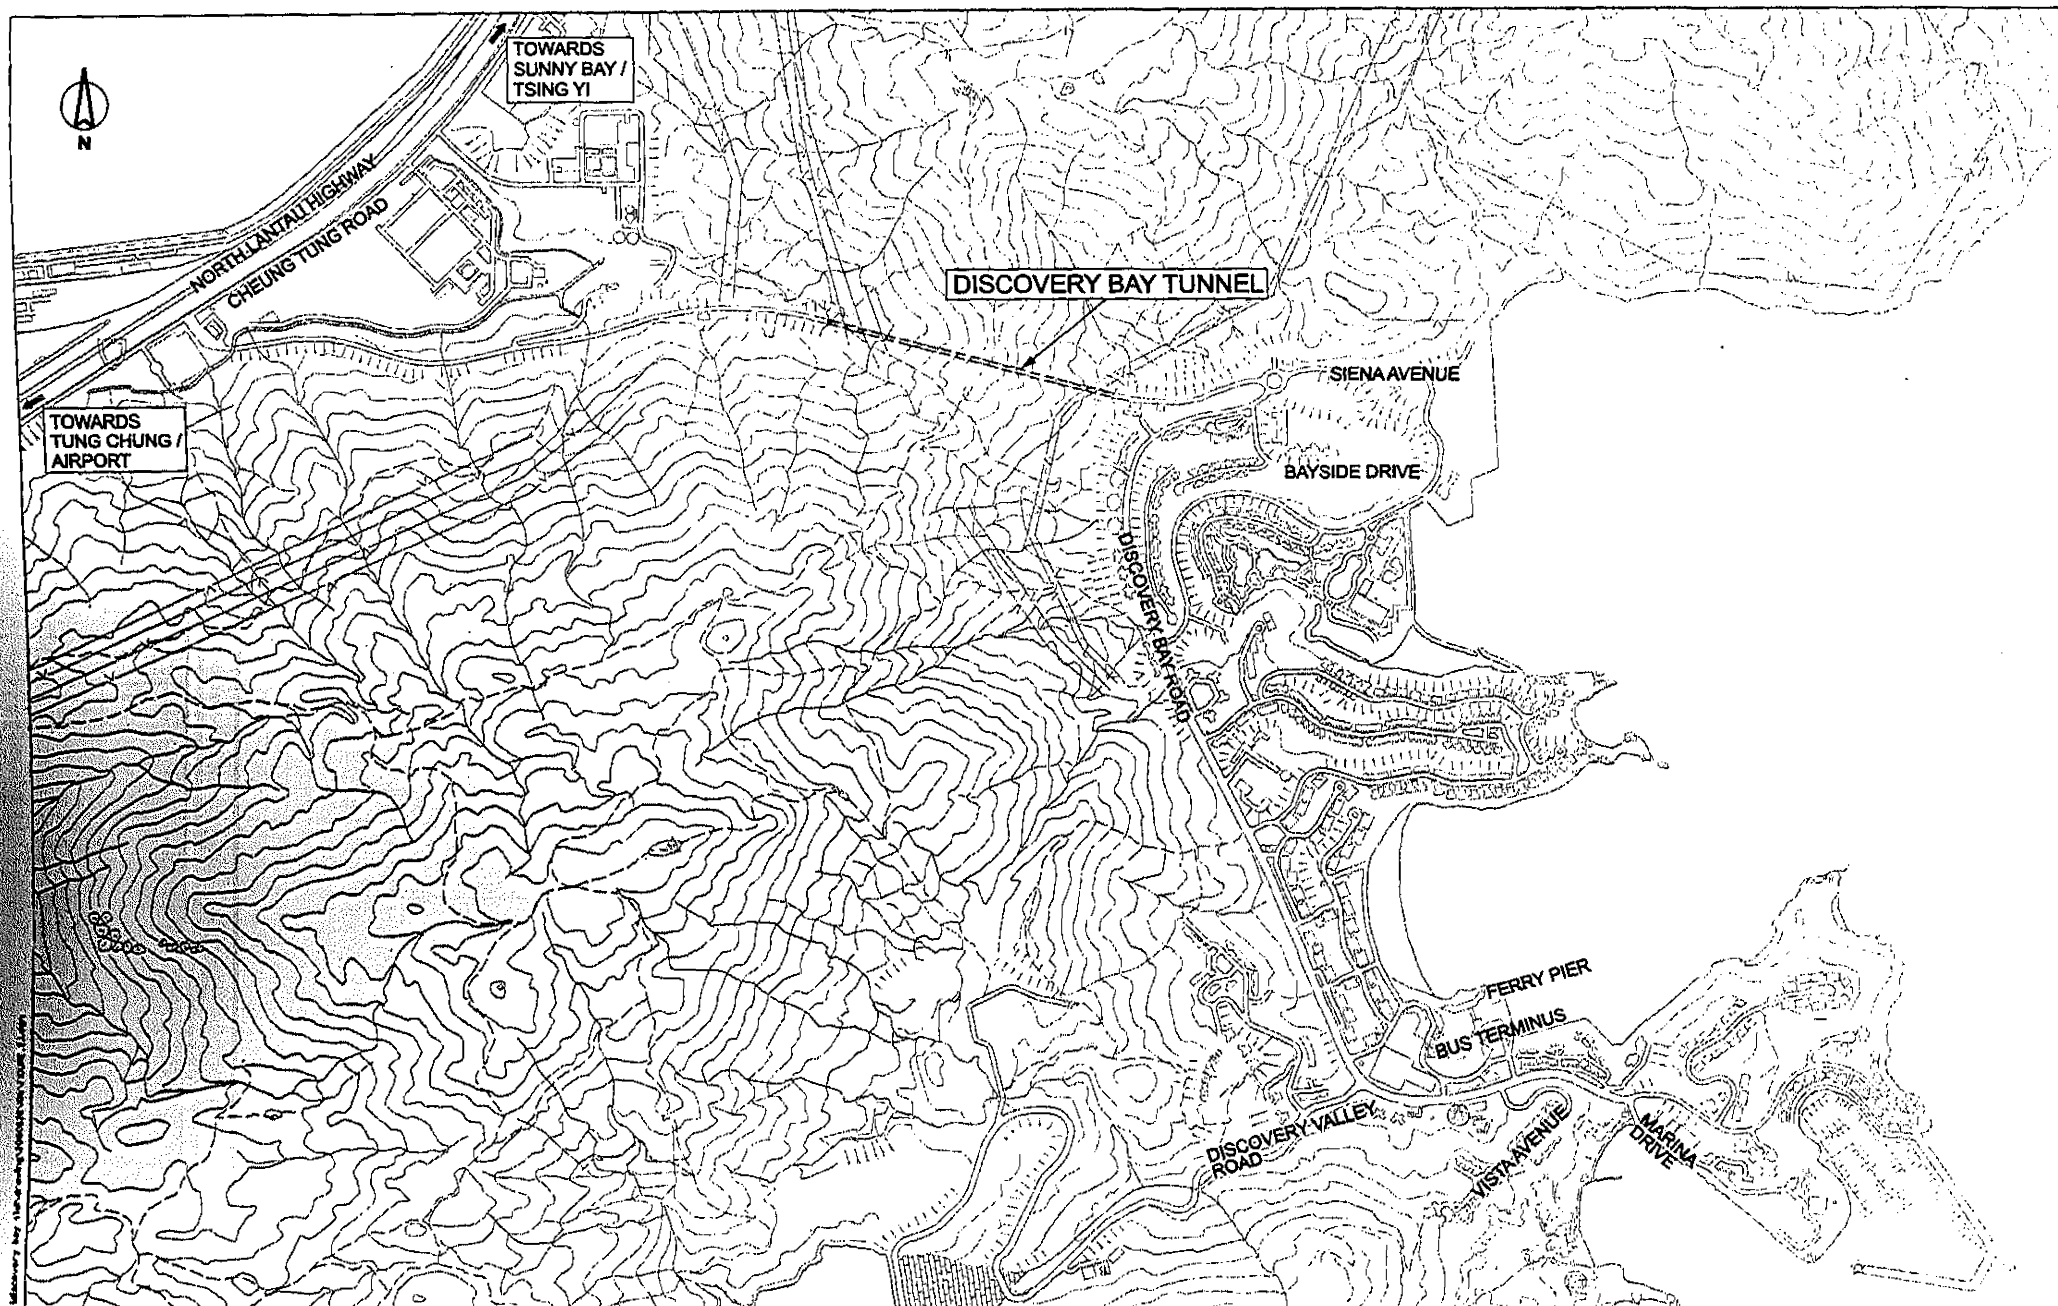 TOWARDS
SUNNY BAY /
TSING YI
N
NORTH LANTAU HIGHWAY
CHEUNG TUNG ROAD
DISCOVERY BAY TUNNEL
SIENA AVENUE
TOWARDS
TUNG CHUNG /
AIRPORT
BAYSIDE DRIVE
DISCOVERY BAY ROAD
FERRY PIER
BUS TERMINUS
DISCOVERY VALLEY
ROAD
VISTA AVENUE
MARINA
DRIVE